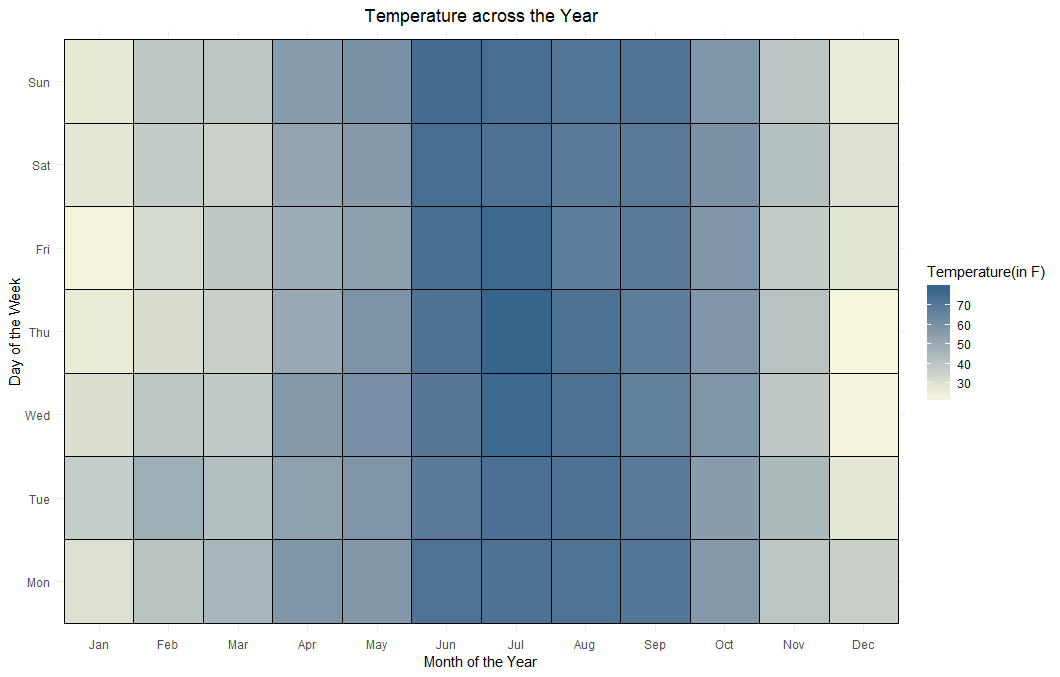 Temperature across the Year
Day of the Week
Sun
Sat
Fri
Thu
Wed
Tue
Mon
Jan Feb Mar Apr May Jun Jul Aug Sep Oct Nov Dec
Month of the Year
Temperature(in F)
70
60
50
40
30